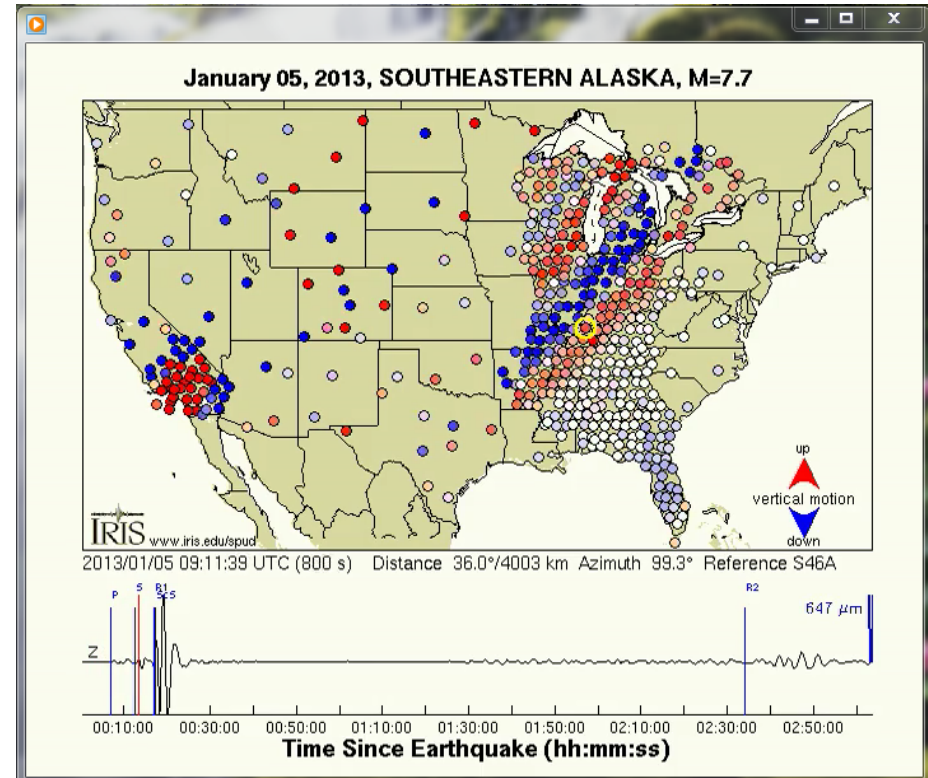 January 05, 2013, SOUTHEASTERN ALASKA, M=7.7
up
vertical motion
down
IRIS www.iris.edu/spud
2013/01/05 09:11:39 UTC (800 s) Distance 36.0°/4003 km Azimuth 99.3° Reference S46A
P S R1 R2
ScS
647 μm
Z
00:10:00 00:30:00 00:50:00 01:10:00 01:30:00 01:50:00 02:10:00 02:30:00 02:50:00
Time Since Earthquake (hh:mm:ss)